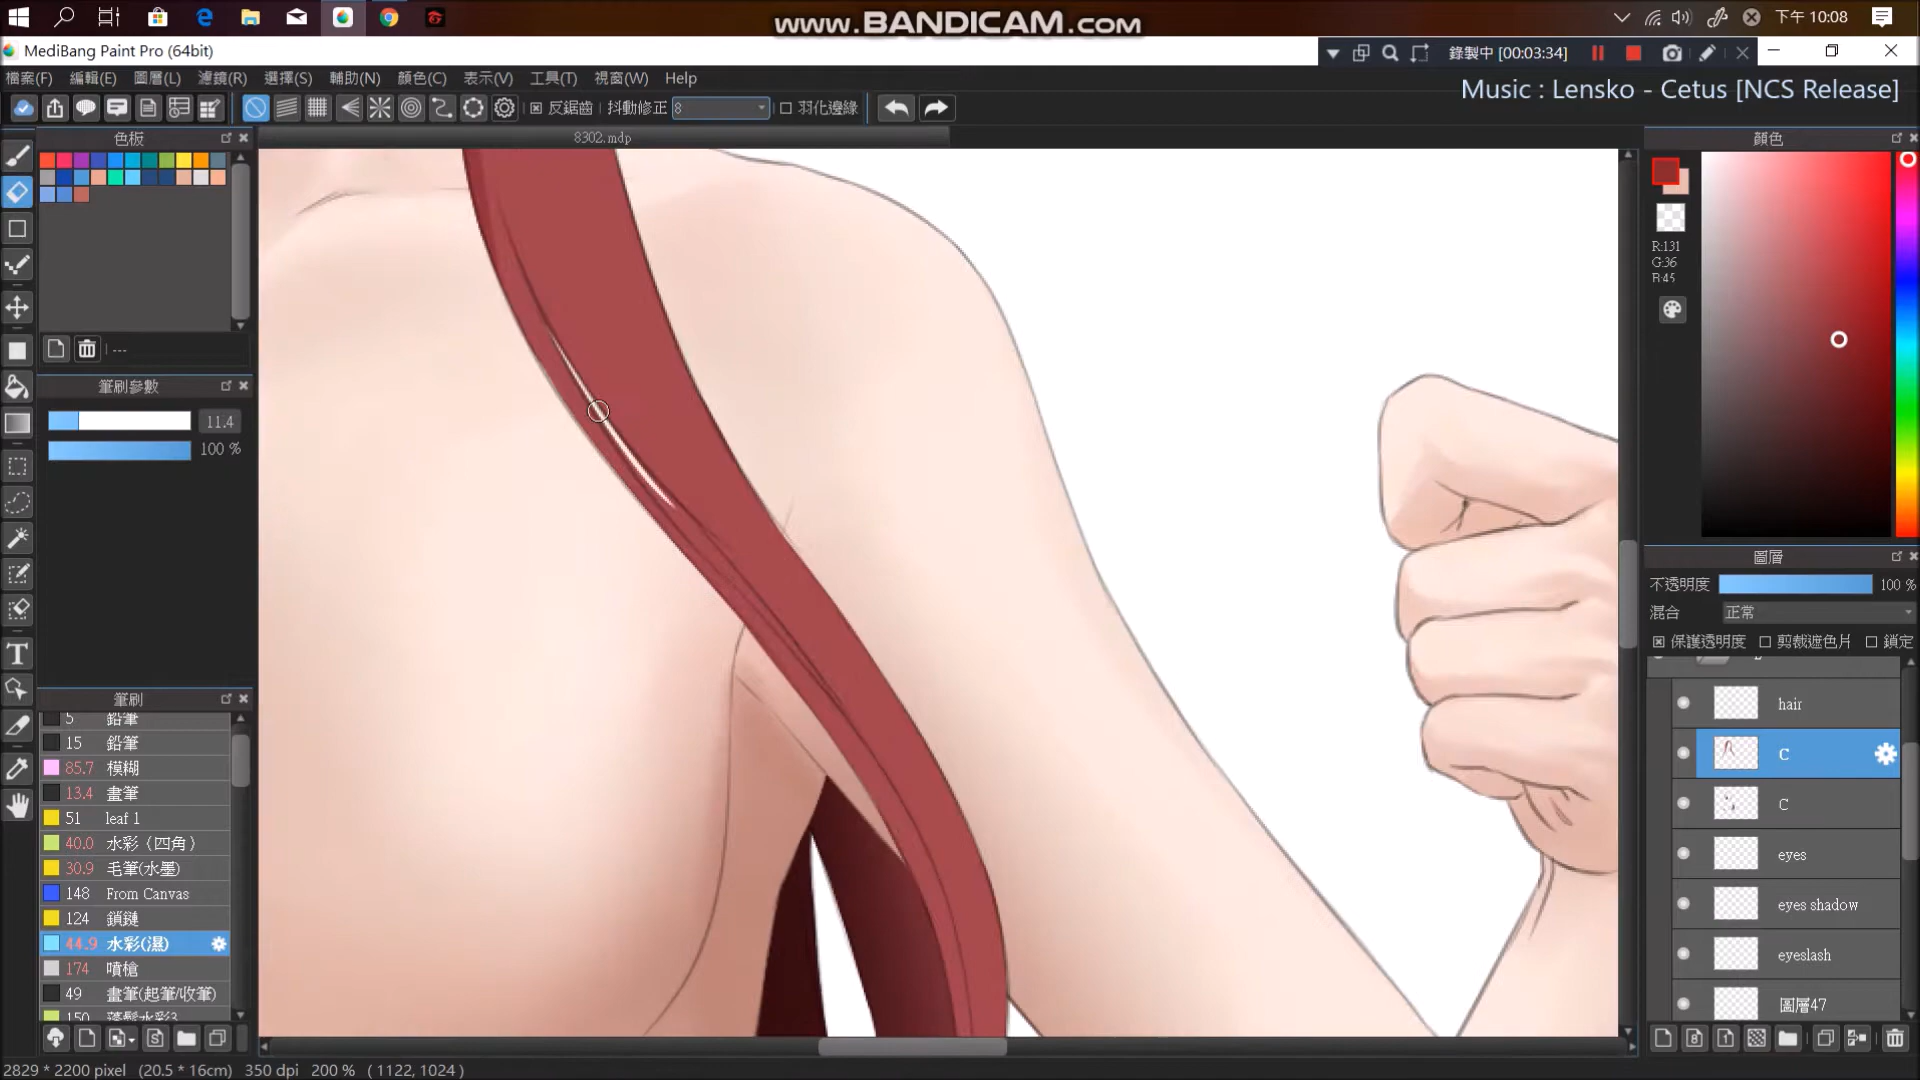 下午 10:08
www.BANDICAM.com
MediBang Paint Pro (64bit)
錄製中 [00:03:34]
檔案(F) 編輯(E) 圖層(L) 濾鏡(R) 選擇(S) 輔助(N) 顏色(C) 表示(V) 工具(T) 視窗(W) Help
Music : Lensko - Cetus [NCS Release]
反鋸齒 抖動修正 8 羽化邊緣
色板
8302.mdp
顏色
R:131
G:36
B:45
---
筆刷參數
11.4
100 %
圖層
不透明度 100 %
混合 正常
保護透明度 剪裁遮色片 鎖定
筆刷
5 鉛筆
15 鉛筆
85.7 模糊
13.4 畫筆
51 leaf 1
40.0 水彩（四角）
30.9 毛筆(水墨)
148 From Canvas
124 鎖鏈
44.9 水彩(濕)
174 噴槍
49 畫筆(起筆/收筆)
150 蓬鬆水彩3
hair
C
C
eyes
eyes shadow
eyeslash
圖層47
2829 * 2200 pixel (20.5 * 16cm) 350 dpi 200 % ( 1122, 1024 )